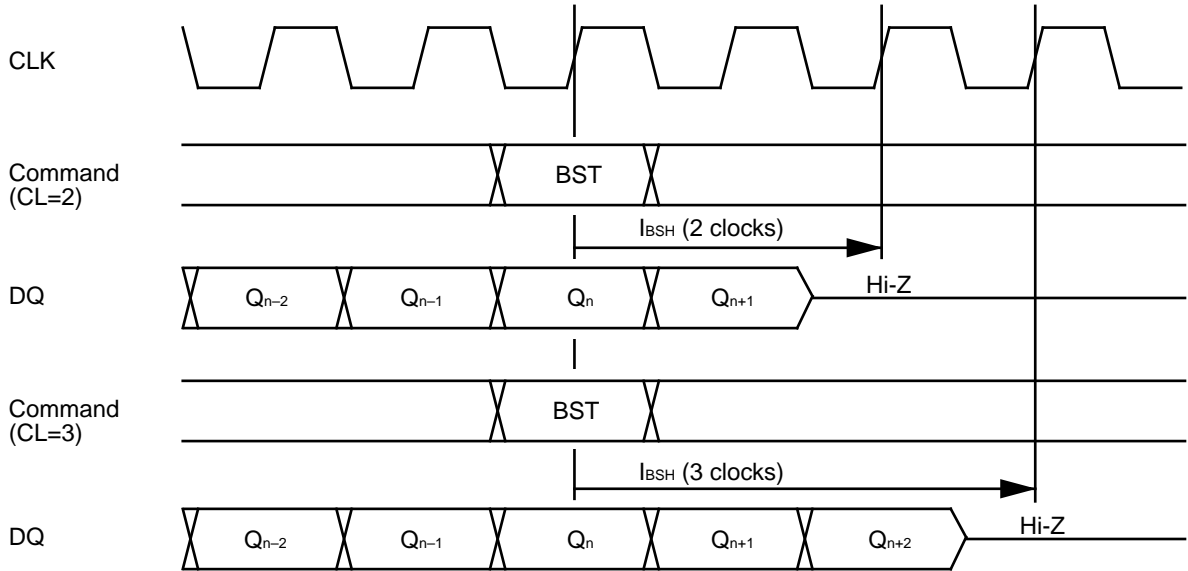 CLK
Command
(CL=2)
BST
IBSH (2 clocks)
DQ
Qn–2 Qn–1 Qn Qn+1 Hi-Z
Command
(CL=3)
BST
IBSH (3 clocks)
DQ
Qn–2 Qn–1 Qn Qn+1 Qn+2 Hi-Z